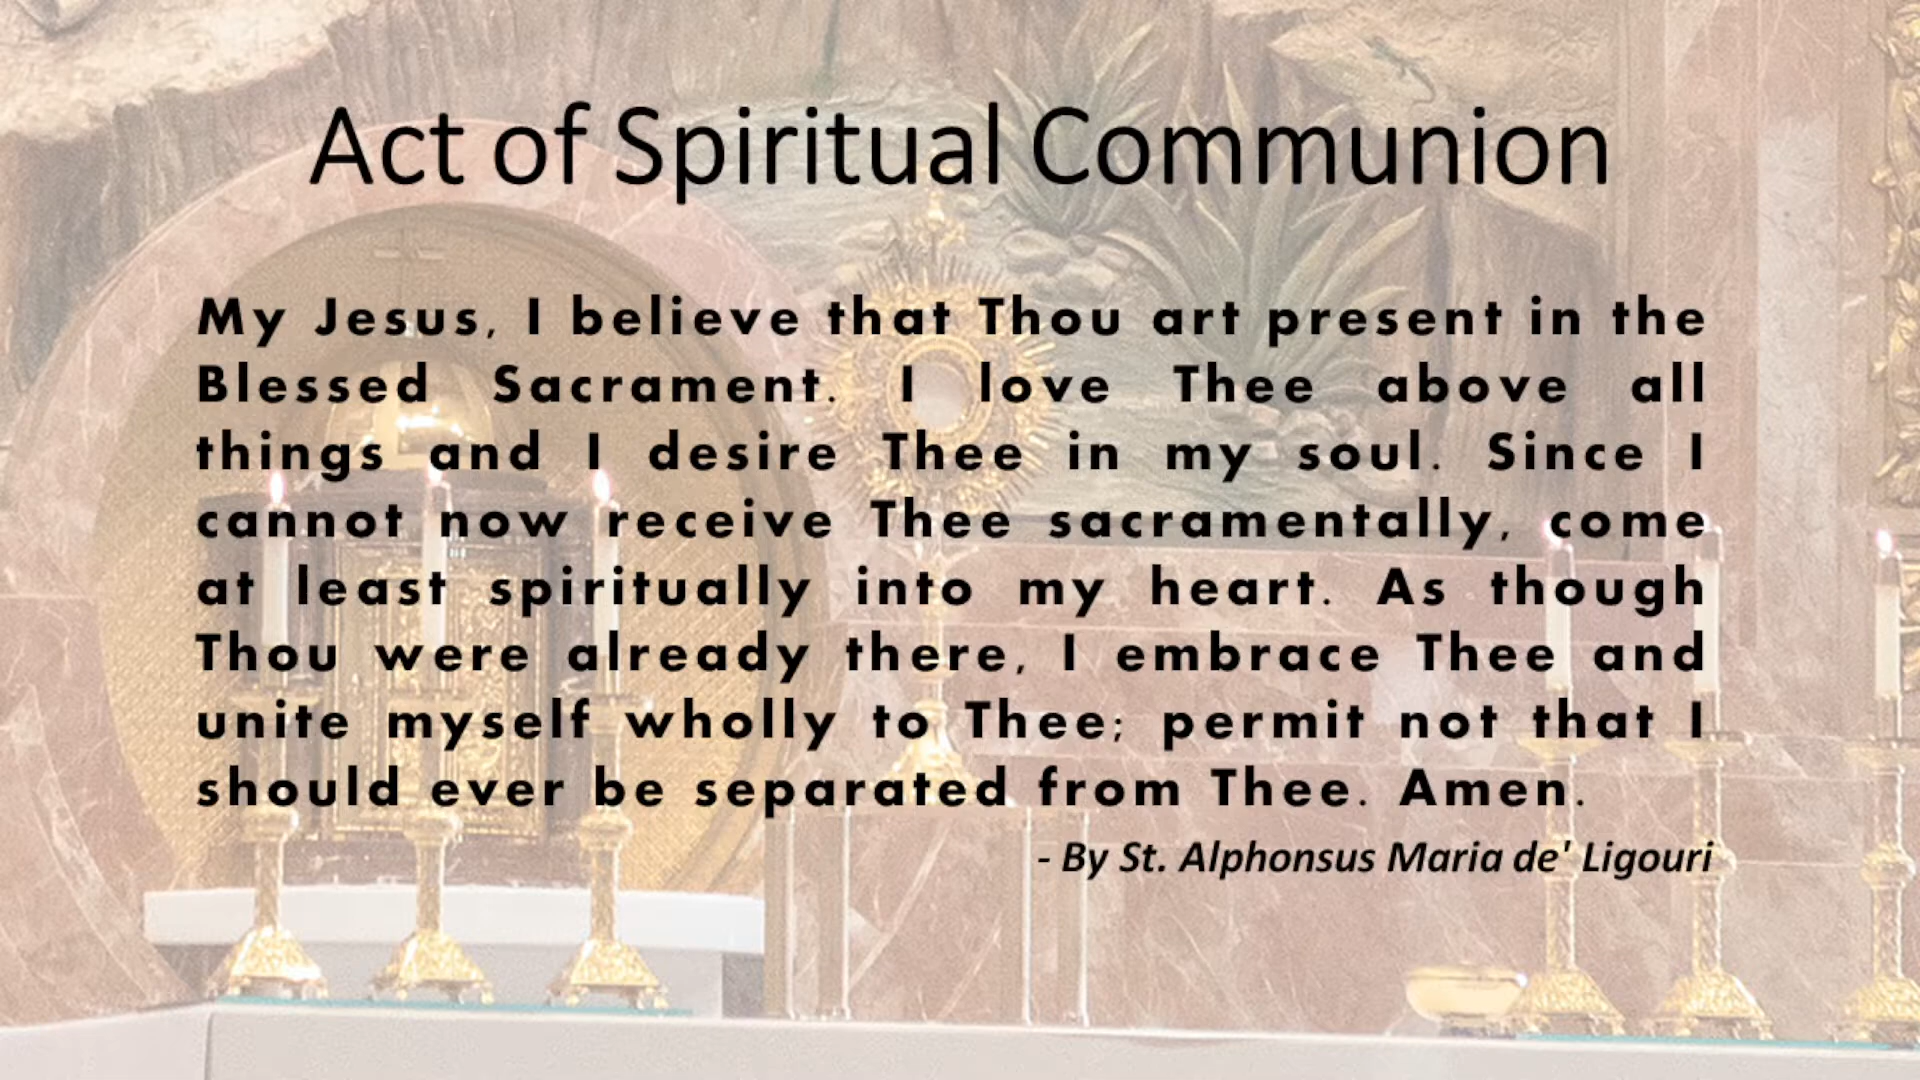 Act of Spiritual Communion
My Jesus, I believe that Thou art present in the
Blessed Sacrament. I love Thee above all
things and I desire Thee in my soul. Since I
cannot now receive Thee sacramentally, come
at least spiritually into my heart. As though
Thou were already there, I embrace Thee and
unite myself wholly to Thee; permit not that I
should ever be separated from Thee. Amen.
- By St. Alphonsus Maria de' Ligouri